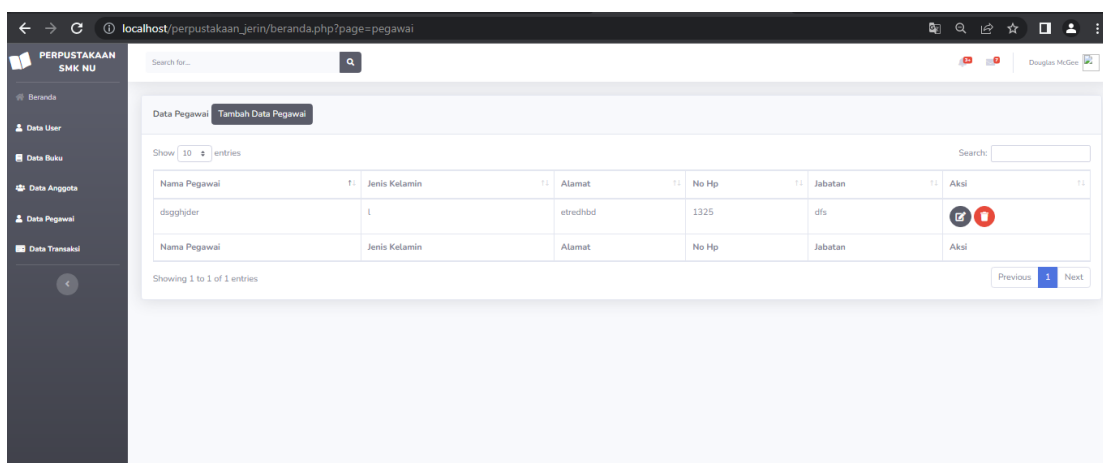 localhost/perpustakaan_jerin/beranda.php?page=pegawai
PERPUSTAKAAN
SMK NU
Search for...
3+
7
Douglas McGee
Beranda
Data User
Data Buku
Data Anggota
Data Pegawai
Data Transaksi
Data Pegawai Tambah Data Pegawai
Show 10 entries
Search:
Nama Pegawai Jenis Kelamin Alamat No Hp Jabatan Aksi
dsgghjder l etredhbd 1325 dfs
Nama Pegawai Jenis Kelamin Alamat No Hp Jabatan Aksi
Showing 1 to 1 of 1 entries
Previous 1 Next